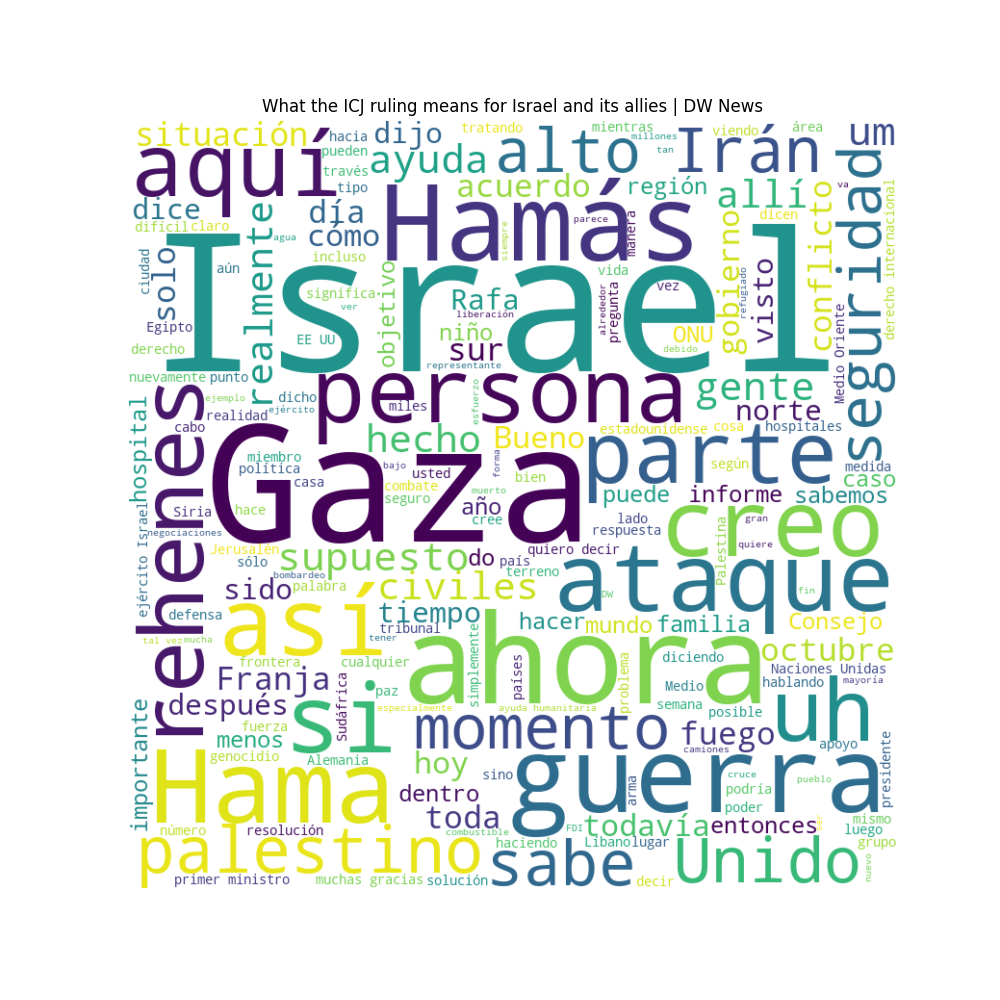 What the ICJ ruling means for Israel and its allies | DW News
situación
hacia
dijo
tratando
mientras
millones
viendo
área
um
aquí
pueden
ayuda
alto
tan
Irán
través
tipo
acuerdo
región
allí
va
seguridad
dice
día
Hamás
parece
manera
dicen
difícil
claro
cómo
agua
siempre
gobierno
conflicto
derecho internacional
ciudad
solo
aún
realmente
incluso
Israel
vida
vez
alrededor
pregunta
refugiado
visto
significa
ver
objetivo
Rafa
liberación
niño
ONU
Medio Oriente
Egipto
EE UU
derecho
sur
debido
nuevamente
punto
representante
persona
gente
ejemplo
dicho
ejército
realidad
miles
esfuerzo
norte
rehenes
cabo
hecho
Bueno
estadounidense
cosa
hospitales
hospital
ejército Israel
miembro
política
casa
Gaza
bajo
usted
forma
parte
según
medida
combate
bien
caso
seguro
muerto
puede
informe
sabemos
Siria
hace
año
cree
lado
respuesta
creo
gran
negociaciones
Jerusalén
sólo
supuesto
do
quiero decir
país
Palestina
quiere
bombardeo
terreno
ataque
sido
palabra
civiles
DW
fin
defensa
así
tiempo
hacer
mundo
familia
Consejo
tal vez
mucha
tribunal
tener
ahora
octubre
frontera
cualquier
simplemente
países
problema
diciendo
Naciones Unidas
Franja
Sudáfrica
paz
Medio
hablando
mayoría
después
si
especialmente
ayuda humanitaria
semana
posible
uh
importante
fuerza
menos
momento
fuego
apoyo
presidente
genocidio
Alemania
hoy
camiones
sino
guerra
cruce
pueblo
Hama
dentro
arma
podría
poder
número
resolución
toda
FDI
todavía
entonces
ser
mismo
luego
palestino
combustible
haciendo
Líbano
lugar
grupo
sabe
Unido
nuevo
primer ministro
muchas gracias
solución
decir